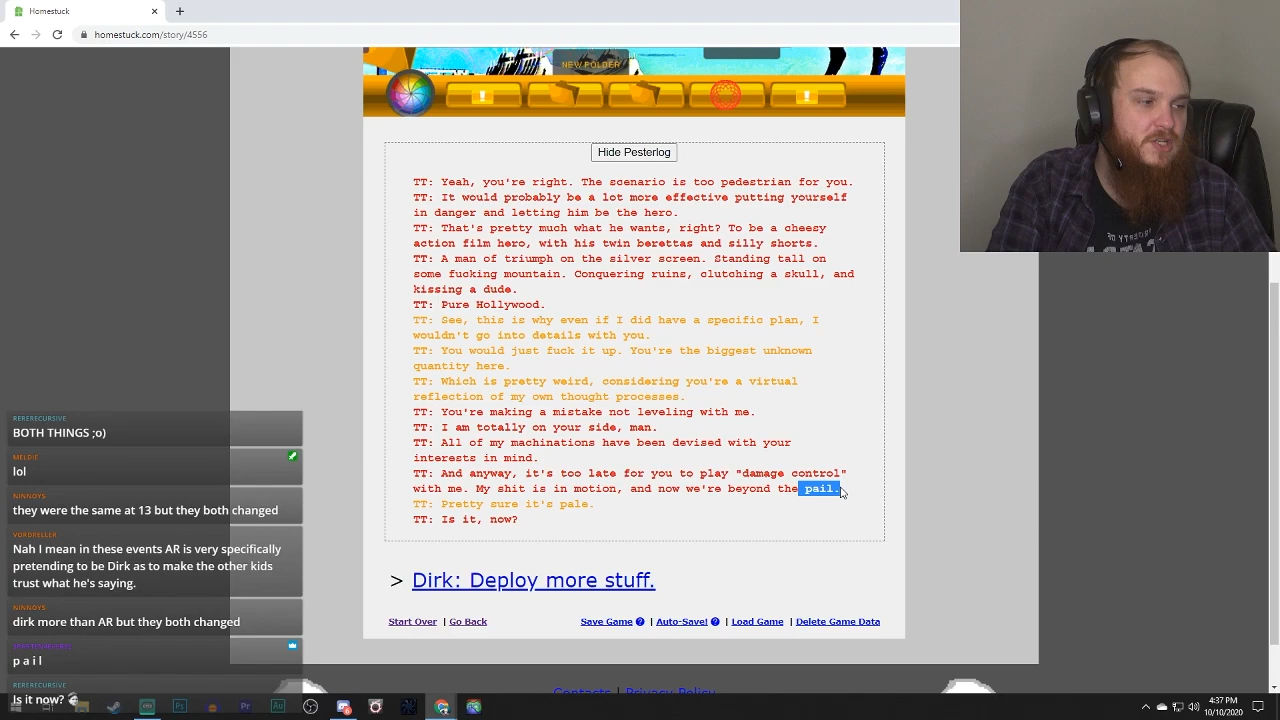 Homestuck
homestuck.com/story/4556
NEW FOLDER
Hide Pesterlog
TT: Yeah, you're right. The scenario is too pedestrian for you.
TT: It would probably be a lot more effective putting yourself
in danger and letting him be the hero.
TT: That's pretty much what he wants, right? To be a cheesy
action film hero, with his twin berettas and silly shorts.
TT: A man of triumph on the silver screen. Standing tall on
some fucking mountain. Conquering ruins, clutching a skull, and
kissing a dude.
TT: Pure Hollywood.
TT: See, this is why even if I did have a specific plan, I
wouldn't go into details with you.
TT: You would just fuck it up. You're the biggest unknown
quantity here.
TT: Which is pretty weird, considering you're a virtual
reflection of my own thought processes.
TT: You're making a mistake not leveling with me.
TT: I am totally on your side, man.
TT: All of my machinations have been devised with your
interests in mind.
TT: And anyway, it's too late for you to play "damage control"
with me. My shit is in motion, and now we're beyond the pail.
TT: Pretty sure it's pale.
TT: Is it, now?
> Dirk: Deploy more stuff.
Start Over | Go Back
Save Game ? | Auto-Save! ? | Load Game | Delete Game Data
Contacts | Privacy Policy
RERERECURSIVE
BOTH THINGS ;o)
MELDIE
lol
NINNOYS
they were the same at 13 but they both changed
VORDRELLER
Nah I mean in these events AR is very specifically
pretending to be Dirk as to make the other kids
trust what he's saying.
NINNOYS
dirk more than AR but they both changed
p a i l
RERERECURSIVE
Is it now?
4:37 PM
10/10/2020